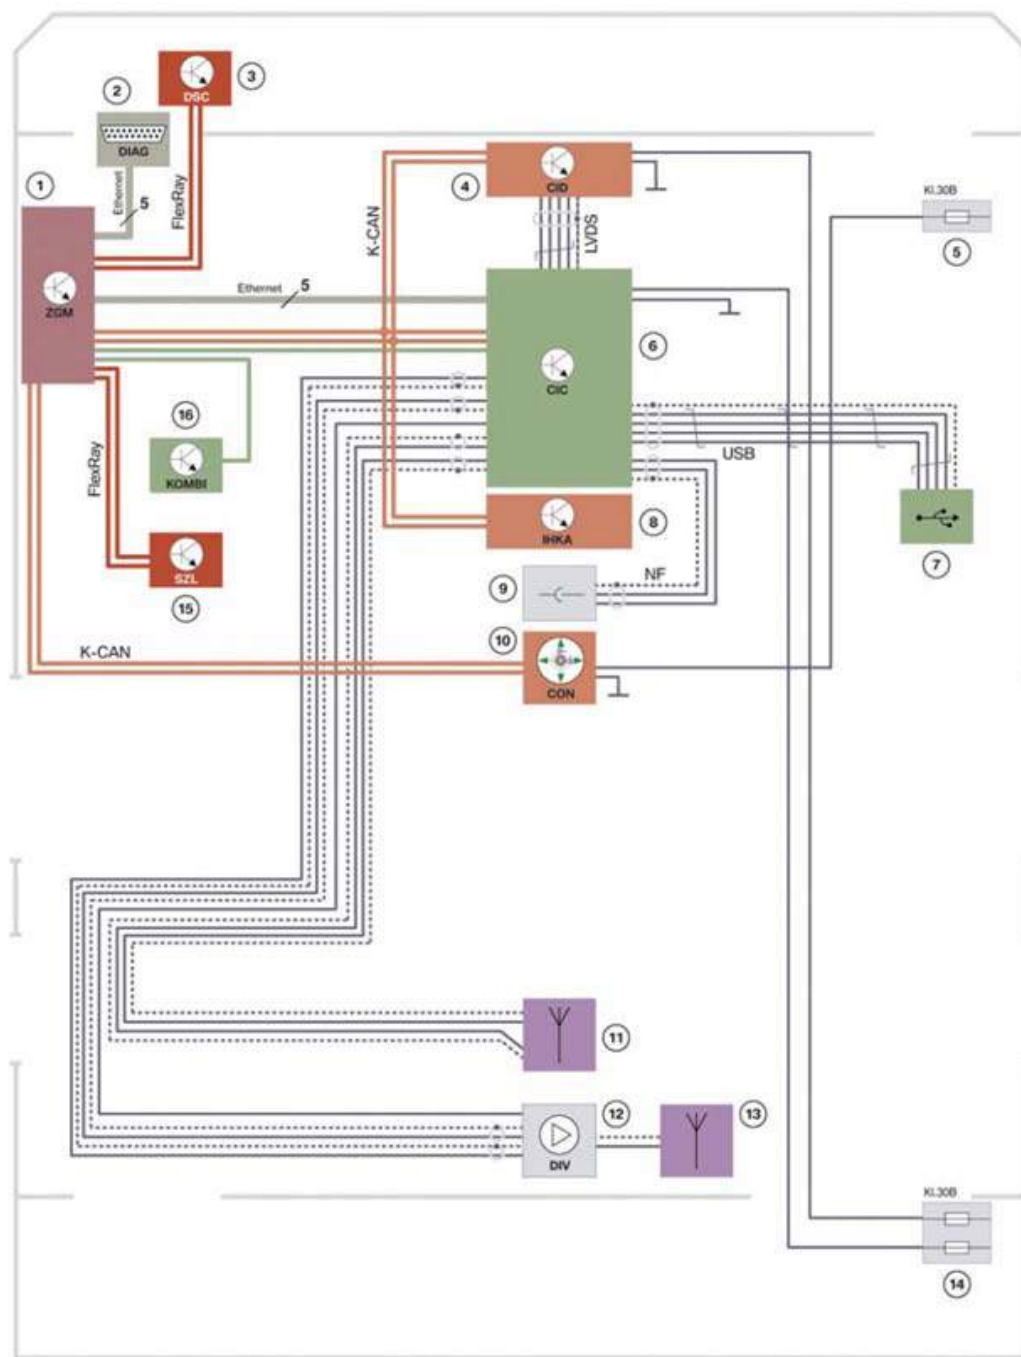 3
DSC
2
DIAG
1
Ethernet
5
FlexRay
4
CID
K-CAN
LVDS
Kl.30B
5
Ethernet
5
ZGM
6
CIC
16
KOMBI
FlexRay
USB
7
8
IHKA
SZL
15
9
NF
10
K-CAN
CON
11
12
13
DIV
Kl.30B
14